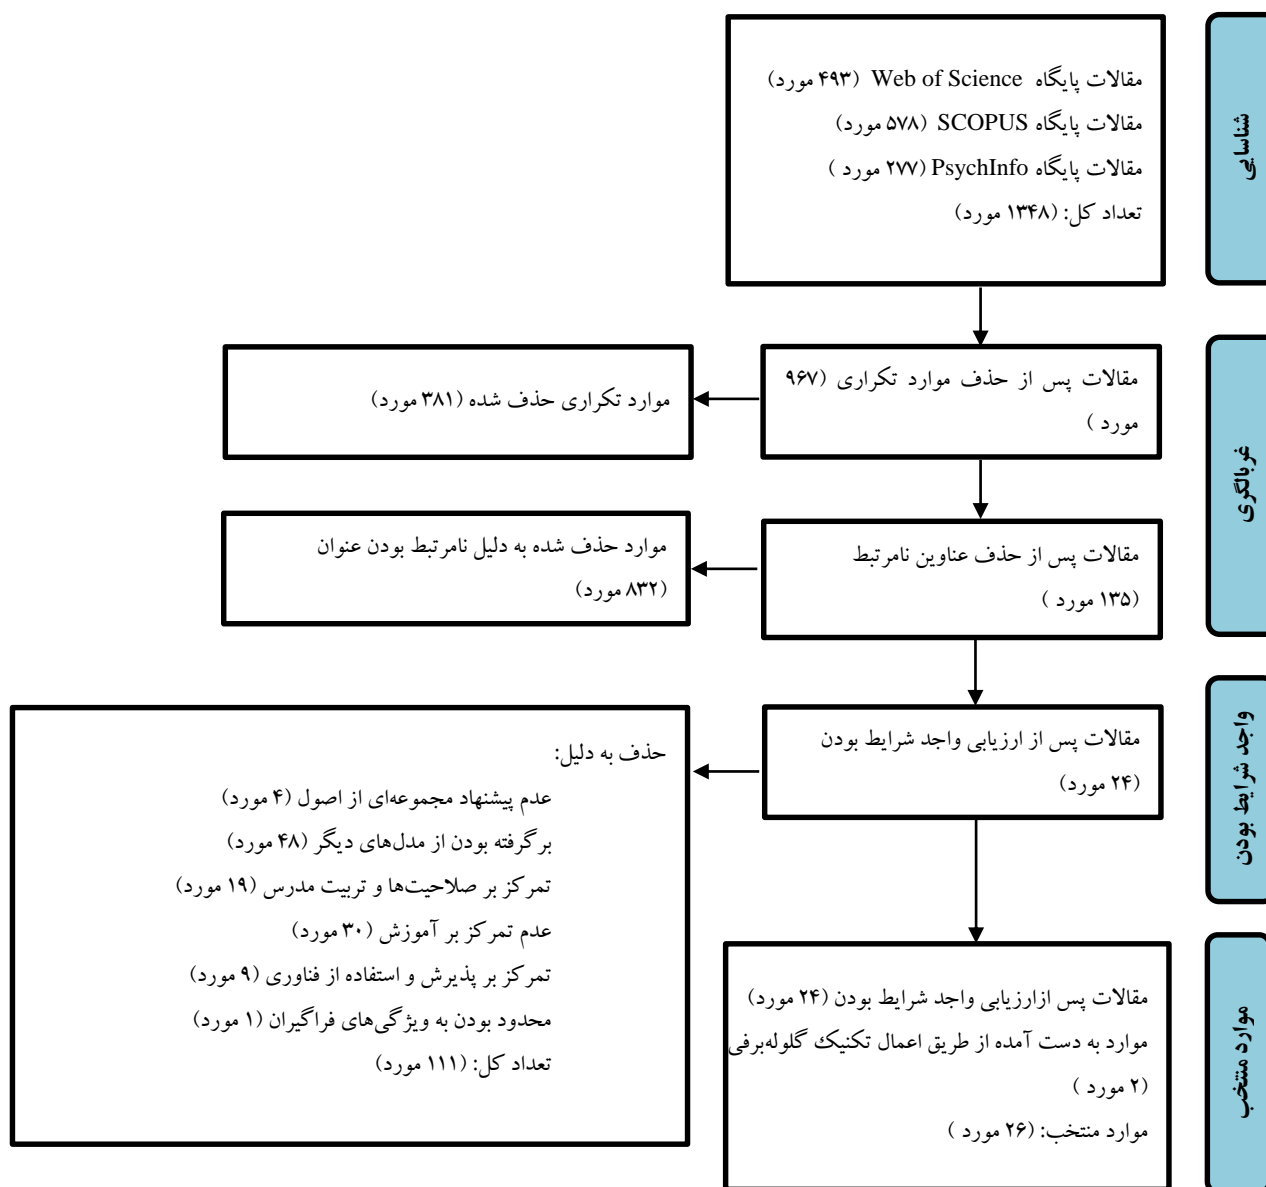 شناسایی
مقالات پایگاه Web of Science (۴۹۳ مورد)
مقالات پایگاه SCOPUS (۵۷۸ مورد)
مقالات پایگاه PsychInfo (۲۷۷ مورد )
تعداد کل: (۱۳۴۸ مورد)
غربالگری
مقالات پس از حذف موارد تکراری (۹۶۷
مورد )
موارد تکراری حذف شده (۳۸۱ مورد)
مقالات پس از حذف عناوین نامرتبط
(۱۳۵ مورد )
موارد حذف شده به دلیل نامرتبط بودن عنوان
(۸۳۲ مورد)
واجد شرایط بودن
مقالات پس از ارزیابی واجد شرایط بودن
(۲۴ مورد)
حذف به دلیل:
عدم پیشنهاد مجموعه‌ای از اصول (۴ مورد)
برگرفته بودن از مدل‌های دیگر (۴۸ مورد)
تمرکز بر صلاحیت‌ها و تربیت مدرس (۱۹ مورد)
عدم تمرکز بر آموزش (۳۰ مورد)
تمرکز بر پذیرش و استفاده از فناوری (۹ مورد)
محدود بودن به ویژگی‌های فراگیران (۱ مورد)
تعداد کل: (۱۱۱ مورد)
موارد منتخب
مقالات پس ازارزیابی واجد شرایط بودن (۲۴ مورد)
موارد به دست آمده از طریق اعمال تکنیک گلوله‌برفی
(۲ مورد )
موارد منتخب: (۲۶ مورد )